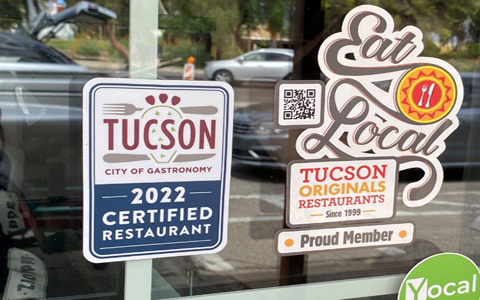 TUCSON
CITY OF GASTRONOMY
2022
CERTIFIED
RESTAURANT
Eat
Local
TUCSON
ORIGINALS
RESTAURANTS
Since 1999
Proud Member
Yocal